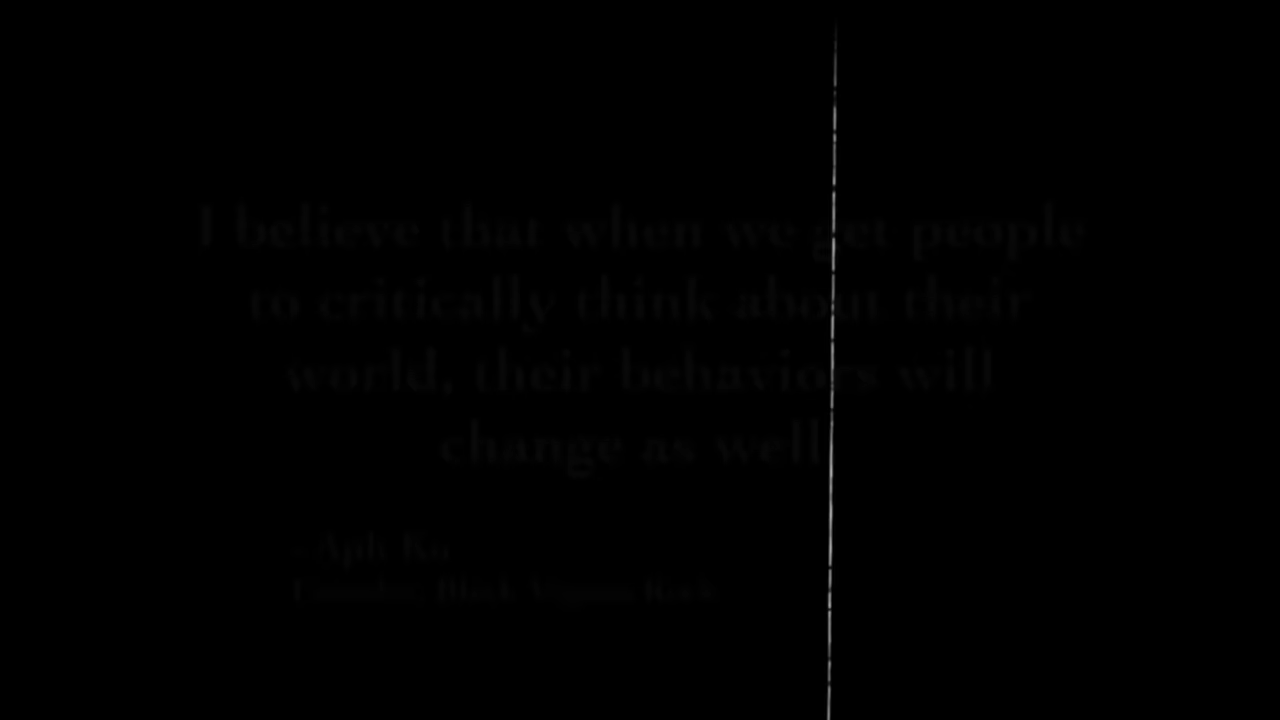 I believe that when we get people
to critically think about their
world, their behaviors will
change as well
- Aph Ko
Founder, Black Vegans Rock